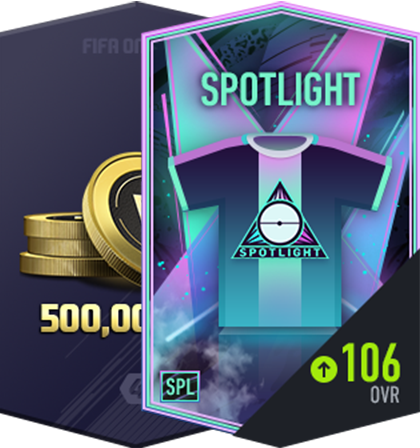 FIFA ON
SPOTLIGHT
SPOTLIGHT
500,00
106
SPL
OVR